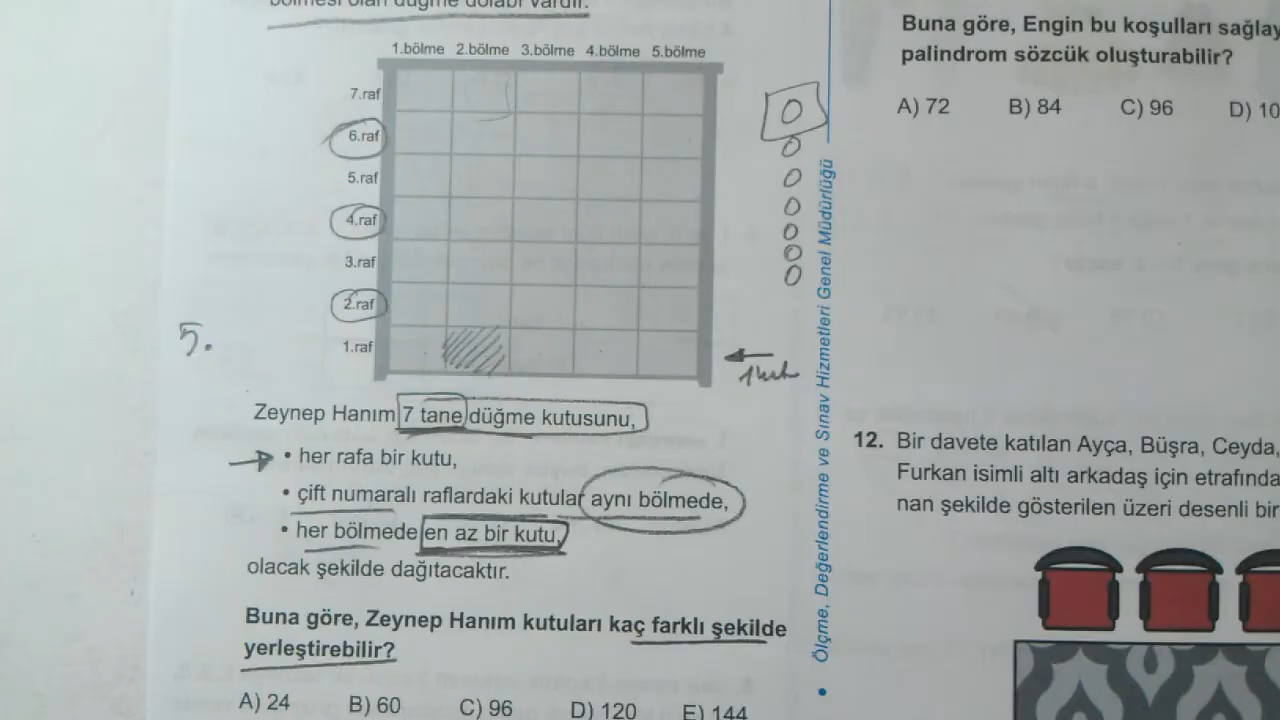 bölmesi olan düğme dolabı vardır.
1.bölme 2.bölme 3.bölme 4.bölme 5.bölme
7.raf
6.raf
5.raf
4.raf
3.raf
2.raf
1.raf
5.
Zeynep Hanım 7 tane düğme kutusunu,
• her rafa bir kutu,
• çift numaralı raflardaki kutular aynı bölmede,
• her bölmede en az bir kutu,
olacak şekilde dağıtacaktır.
Buna göre, Zeynep Hanım kutuları kaç farklı şekilde
yerleştirebilir?
A) 24 B) 60 C) 96 D) 120 E) 144
Ölçme, Değerlendirme ve Sınav Hizmetleri Genel Müdürlüğü
Buna göre, Engin bu koşulları sağlay
palindrom sözcük oluşturabilir?
A) 72 B) 84 C) 96 D) 10
12. Bir davete katılan Ayça, Büşra, Ceyda,
Furkan isimli altı arkadaş için etrafında
nan şekilde gösterilen üzeri desenli bir